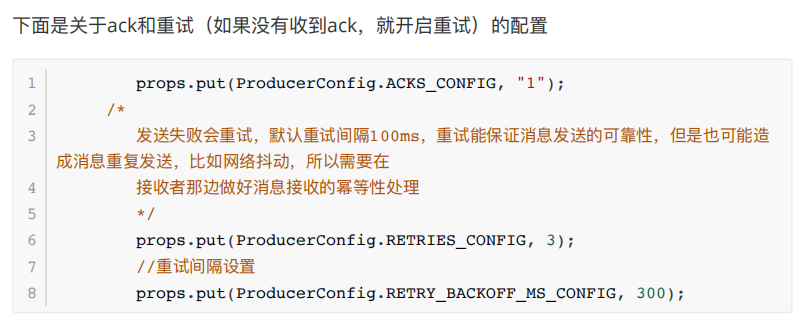 下面是关于ack和重试（如果没有收到ack，就开启重试）的配置
1 props.put(ProducerConfig.ACKS_CONFIG, "1");
2 /*
3 发送失败会重试，默认重试间隔100ms，重试能保证消息发送的可靠性，但是也可能造
成消息重复发送，比如网络抖动，所以需要在
4 接收者那边做好消息接收的幂等性处理
5 */
6 props.put(ProducerConfig.RETRIES_CONFIG, 3);
7 //重试间隔设置
8 props.put(ProducerConfig.RETRY_BACKOFF_MS_CONFIG, 300);